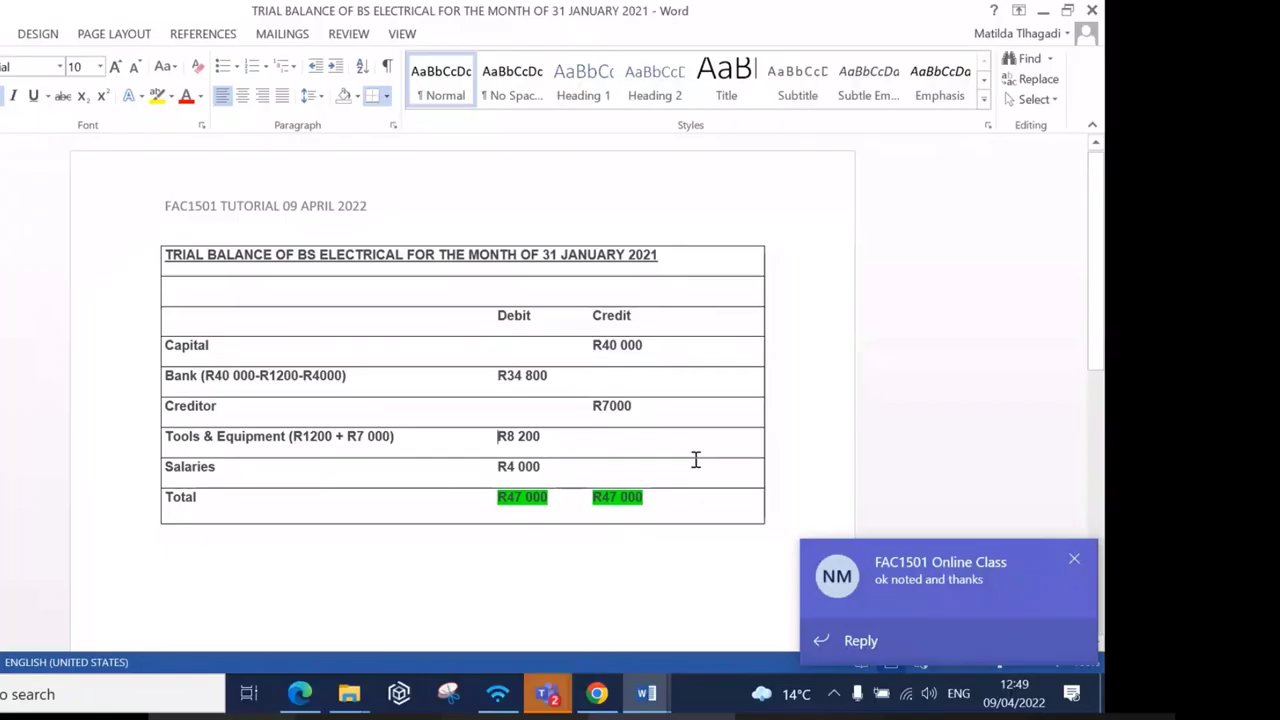 TRIAL BALANCE OF BS ELECTRICAL FOR THE MONTH OF 31 JANUARY 2021 - Word
DESIGN PAGE LAYOUT REFERENCES MAILINGS REVIEW VIEW
Matilda Tlhagadi
10 Aa
AaBbCcDc AaBbCcDc AaBbCc AaBbCcD AaB AaBbCcD AaBbCcDa AaBbCcDa
¶ Normal ¶ No Spac... Heading 1 Heading 2 Title Subtitle Subtle Em... Emphasis
Find
Replace
Select
Font Paragraph Styles Editing
FAC1501 TUTORIAL 09 APRIL 2022
TRIAL BALANCE OF BS ELECTRICAL FOR THE MONTH OF 31 JANUARY 2021
Debit Credit
Capital R40 000
Bank (R40 000-R1200-R4000) R34 800
Creditor R7000
Tools & Equipment (R1200 + R7 000) R8 200
Salaries R4 000
Total R47 000 R47 000
NM
FAC1501 Online Class
ok noted and thanks
Reply
ENGLISH (UNITED STATES)
o search
2
14°C
ENG
12:49
09/04/2022